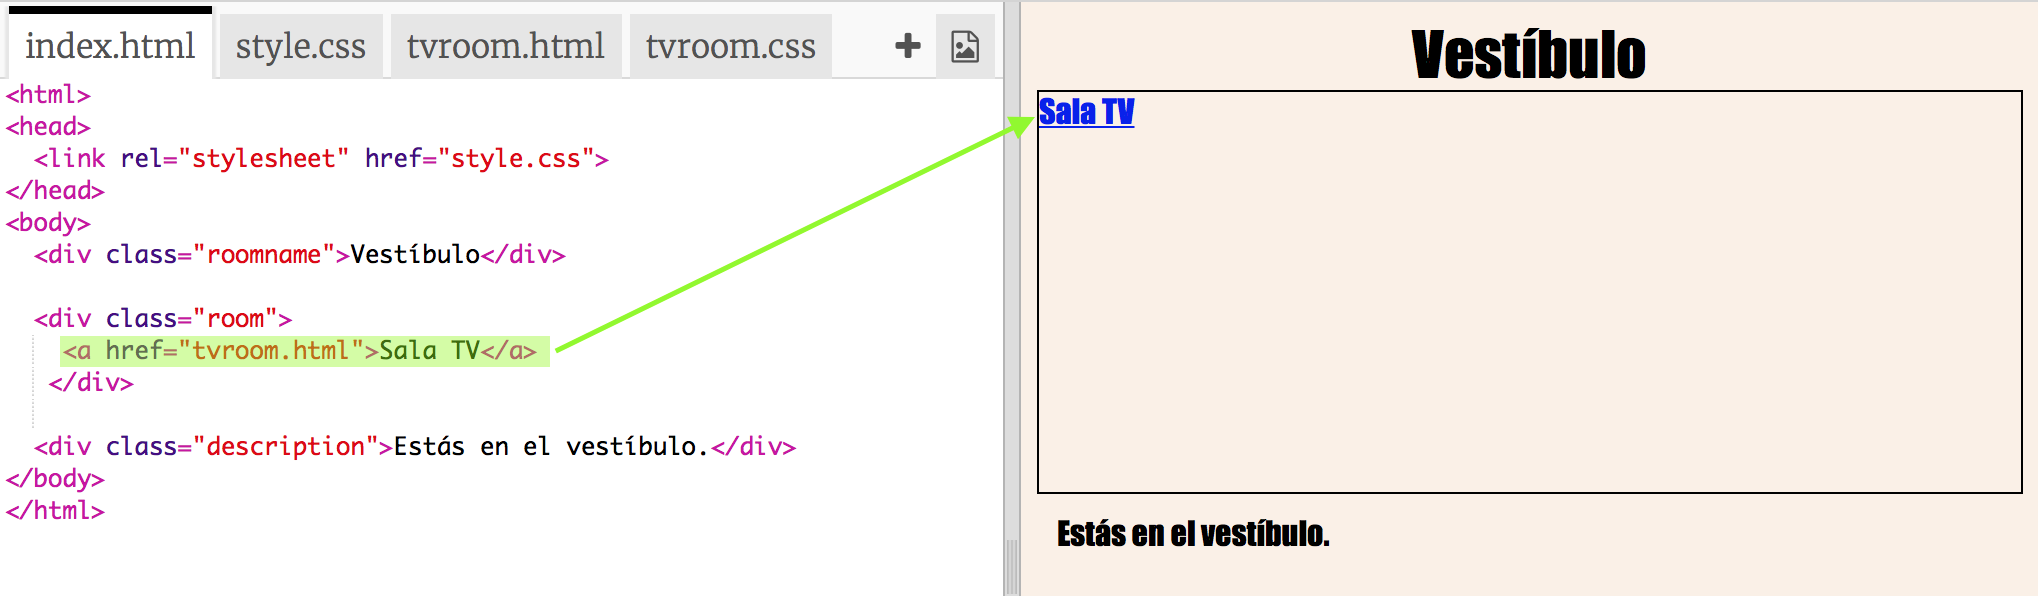 index.html style.css tvroom.html tvroom.css
<html>
<head>
  <link rel="stylesheet" href="style.css">
</head>
<body>
  <div class="roomname">Vestíbulo</div>
  <div class="room">
    <a href="tvroom.html">Sala TV</a>
   </div>
  <div class="description">Estás en el vestíbulo.</div>
</body>
</html>
Vestíbulo
Sala TV
Estás en el vestíbulo.